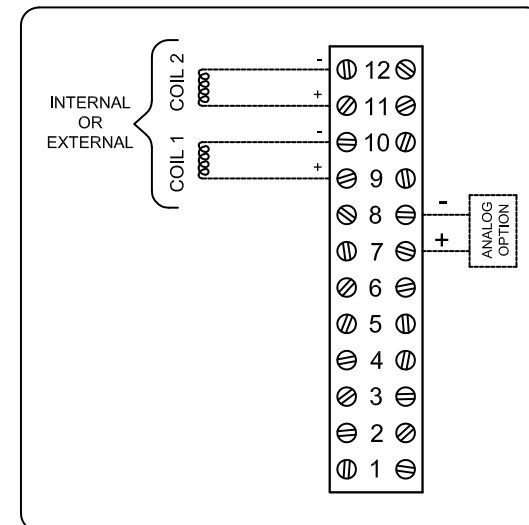 INTERNAL
OR
EXTERNAL
COIL 2
COIL 1
-
+
-
+
12
11
10
9
8
7
6
5
4
3
2
1
-
+
ANALOG
OPTION